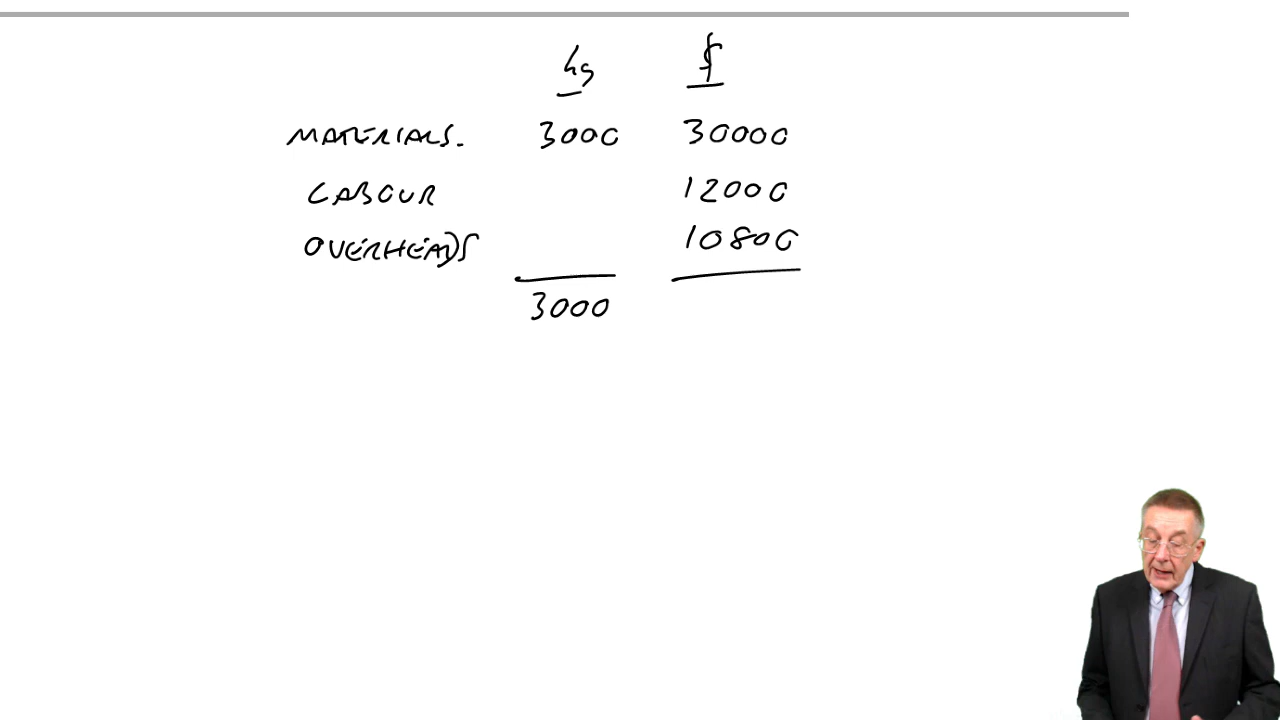 kg $
MATERIALS. 3000 30000
LABOUR 12000
OVERHEADS 10800
3000